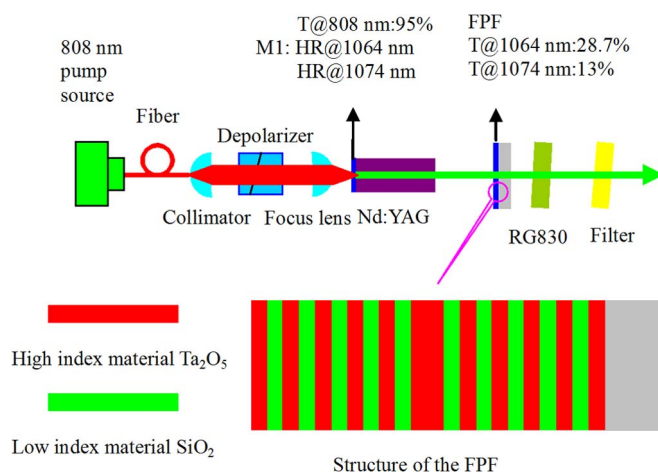 808 nm
pump
source
T@808 nm:95%
M1: HR@1064 nm
HR@1074 nm
FPF
T@1064 nm:28.7%
T@1074 nm:13%
Fiber
Depolarizer
Collimator
Focus lens
Nd:YAG
RG830
Filter
High index material Ta₂O₅
Low index material SiO₂
Structure of the FPF